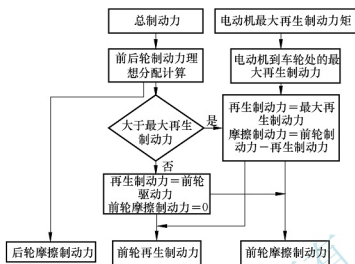 总制动力
电动机最大再生制动力矩
前后轮制动力理
想分配计算
电动机到车轮处的最
大再生制动力
大于最大再生
制动力
是
再生制动力=最大再
生制动力
摩擦制动力=前轮制
动力-再生制动力
否
再生制动力=前轮
驱动力
前轮摩擦制动力=0
后轮摩擦制动力
前轮再生制动力
前轮摩擦制动力